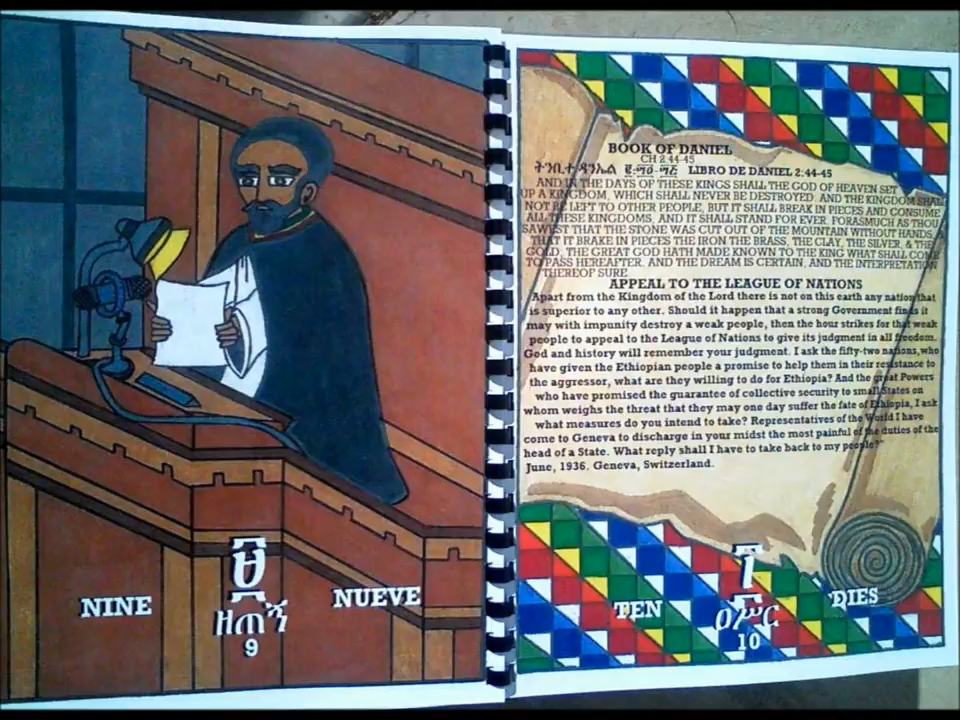 NINE
፱
ዘጠኝ
9
NUEVE
BOOK OF DANIEL
CH 2:44-45
ትንቢተ ዳንኤል ፪:፵፬-፵፭ LIBRO DE DANIEL 2:44-45
AND IN THE DAYS OF THESE KINGS SHALL THE GOD OF HEAVEN SET
UP A KINGDOM, WHICH SHALL NEVER BE DESTROYED: AND THE KINGDOM SHALL
NOT BE LEFT TO OTHER PEOPLE, BUT IT SHALL BREAK IN PIECES AND CONSUME
ALL THESE KINGDOMS, AND IT SHALL STAND FOR EVER. FORASMUCH AS THOU
SAWEST THAT THE STONE WAS CUT OUT OF THE MOUNTAIN WITHOUT HANDS,
THAT IT BRAKE IN PIECES THE IRON THE BRASS, THE CLAY, THE SILVER, & THE
GOLD, THE GREAT GOD HATH MADE KNOWN TO THE KING WHAT SHALL COME
TO PASS HEREAFTER, AND THE DREAM IS CERTAIN, AND THE INTERPRETATION
THEREOF SURE.
APPEAL TO THE LEAGUE OF NATIONS
Apart from the Kingdom of the Lord there is not on this earth any nation that
is superior to any other. Should it happen that a strong Government finds it
may with impunity destroy a weak people, then the hour strikes for that weak
people to appeal to the League of Nations to give its judgment in all freedom.
God and history will remember your judgment. I ask the fifty-two nations,who
have given the Ethiopian people a promise to help them in their resistance to
the aggressor, what are they willing to do for Ethiopia? And the great Powers
who have promised the guarantee of collective security to small States on
whom weighs the threat that they may one day suffer the fate of Ethiopia, I ask
what measures do you intend to take? Representatives of the World I have
come to Geneva to discharge in your midst the most painful of the duties of the
head of a State. What reply shall I have to take back to my people?"
June, 1936. Geneva, Switzerland.
TEN
፲
ዐሥር
10
DIES